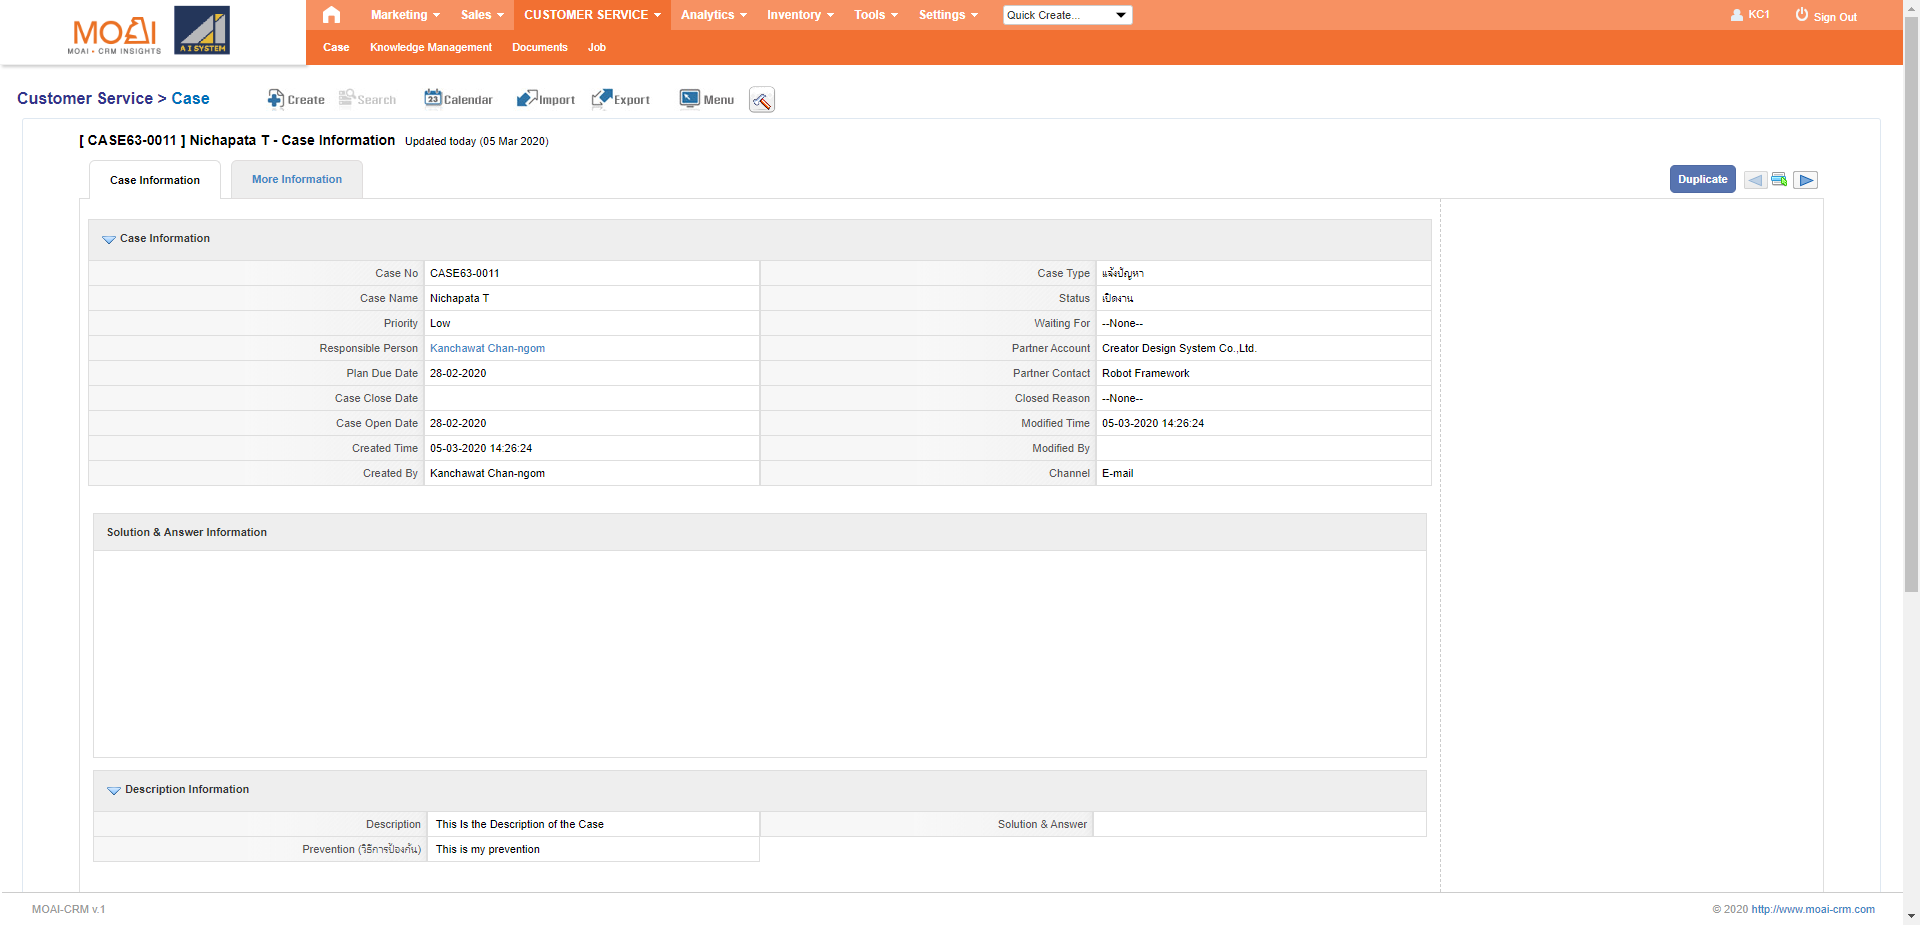 MOAI
MOAI • CRM INSIGHTS
A I SYSTEM
Marketing Sales CUSTOMER SERVICE Analytics Inventory Tools Settings Quick Create... KC1 Sign Out
Case Knowledge Management Documents Job
Customer Service > Case
Create Search 23 Calendar Import Export Menu
[ CASE63-0011 ] Nichapata T - Case Information Updated today (05 Mar 2020)
Case Information More Information Duplicate
Case Information
Case No CASE63-0011 Case Type แจ้งปัญหา
Case Name Nichapata T Status เปิดงาน
Priority Low Waiting For --None--
Responsible Person Kanchawat Chan-ngom Partner Account Creator Design System Co.,Ltd.
Plan Due Date 28-02-2020 Partner Contact Robot Framework
Case Close Date Closed Reason --None--
Case Open Date 28-02-2020 Modified Time 05-03-2020 14:26:24
Created Time 05-03-2020 14:26:24 Modified By
Created By Kanchawat Chan-ngom Channel E-mail
Solution & Answer Information
Description Information
Description This Is the Description of the Case Solution & Answer
Prevention (วิธีการป้องกัน) This is my prevention
MOAI-CRM v.1 © 2020 http://www.moai-crm.com